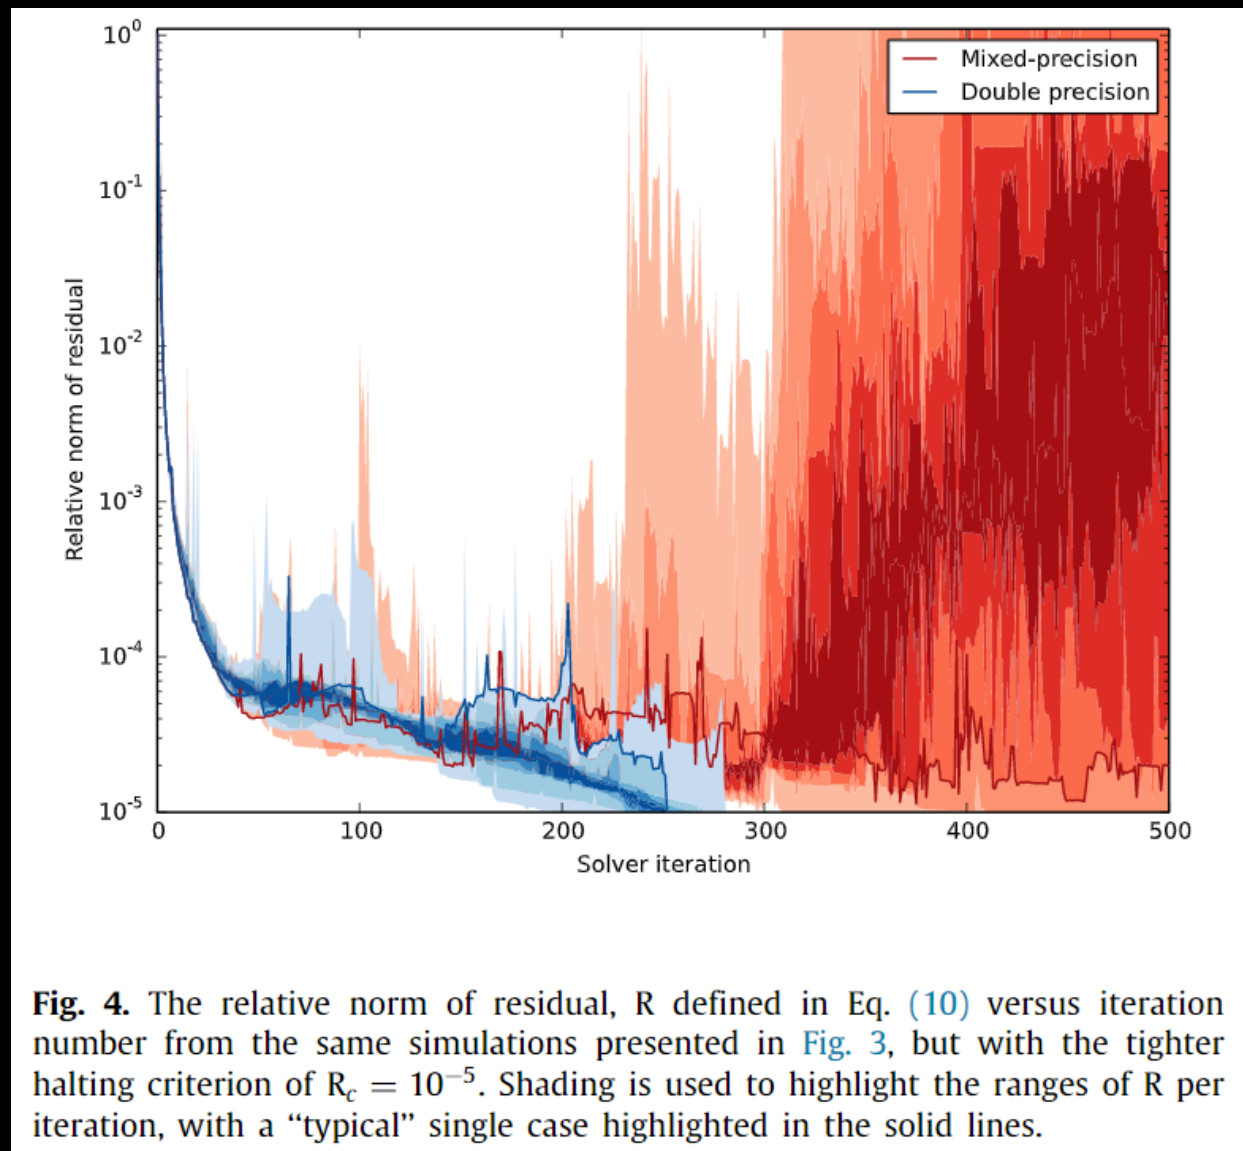 10^0
10^-1
10^-2
10^-3
10^-4
10^-5
Relative norm of residual
Mixed-precision
Double precision
0 100 200 300 400 500
Solver iteration
Fig. 4. The relative norm of residual, R defined in Eq. (10) versus iteration
number from the same simulations presented in Fig. 3, but with the tighter
halting criterion of R_c = 10^−5. Shading is used to highlight the ranges of R per
iteration, with a “typical” single case highlighted in the solid lines.